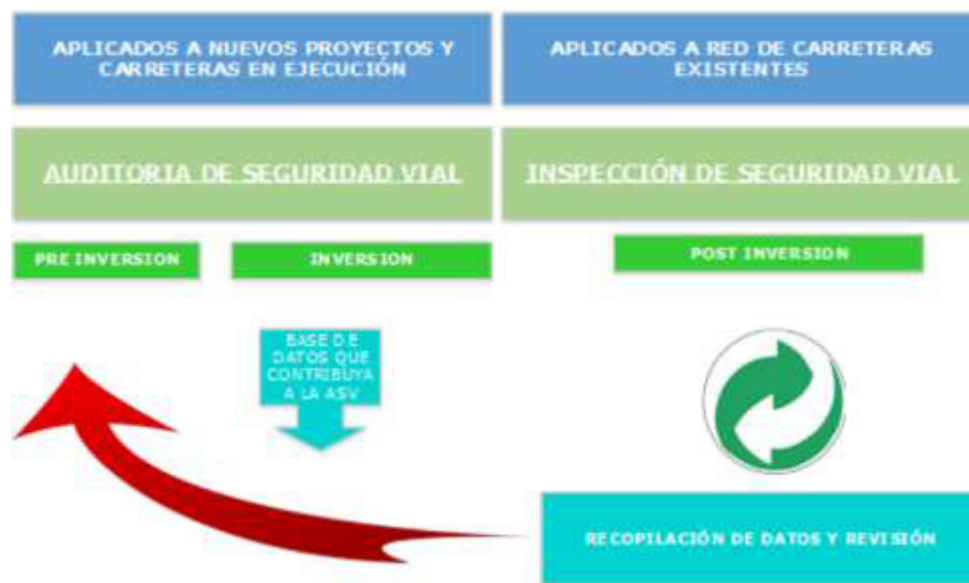 APLICADOS A NUEVOS PROYECTOS Y
CARRETERAS EN EJECUCIÓN
APLICADOS A RED DE CARRETERAS
EXISTENTES
AUDITORIA DE SEGURIDAD VIAL
INSPECCIÓN DE SEGURIDAD VIAL
PRE INVERSION
INVERSION
POST INVERSION
BASE DE
DATOS QUE
CONTRIBUYA
A LA ASV
RECOPILACIÓN DE DATOS Y REVISIÓN